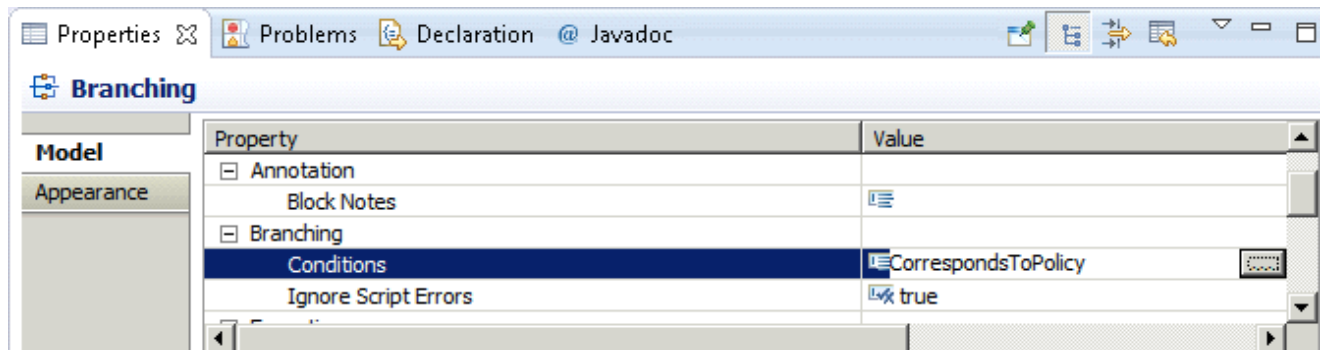 Properties Problems Declaration @ Javadoc
Branching
Model
Appearance
Property Value
Annotation
Block Notes
Branching
Conditions CorrespondsToPolicy
Ignore Script Errors true